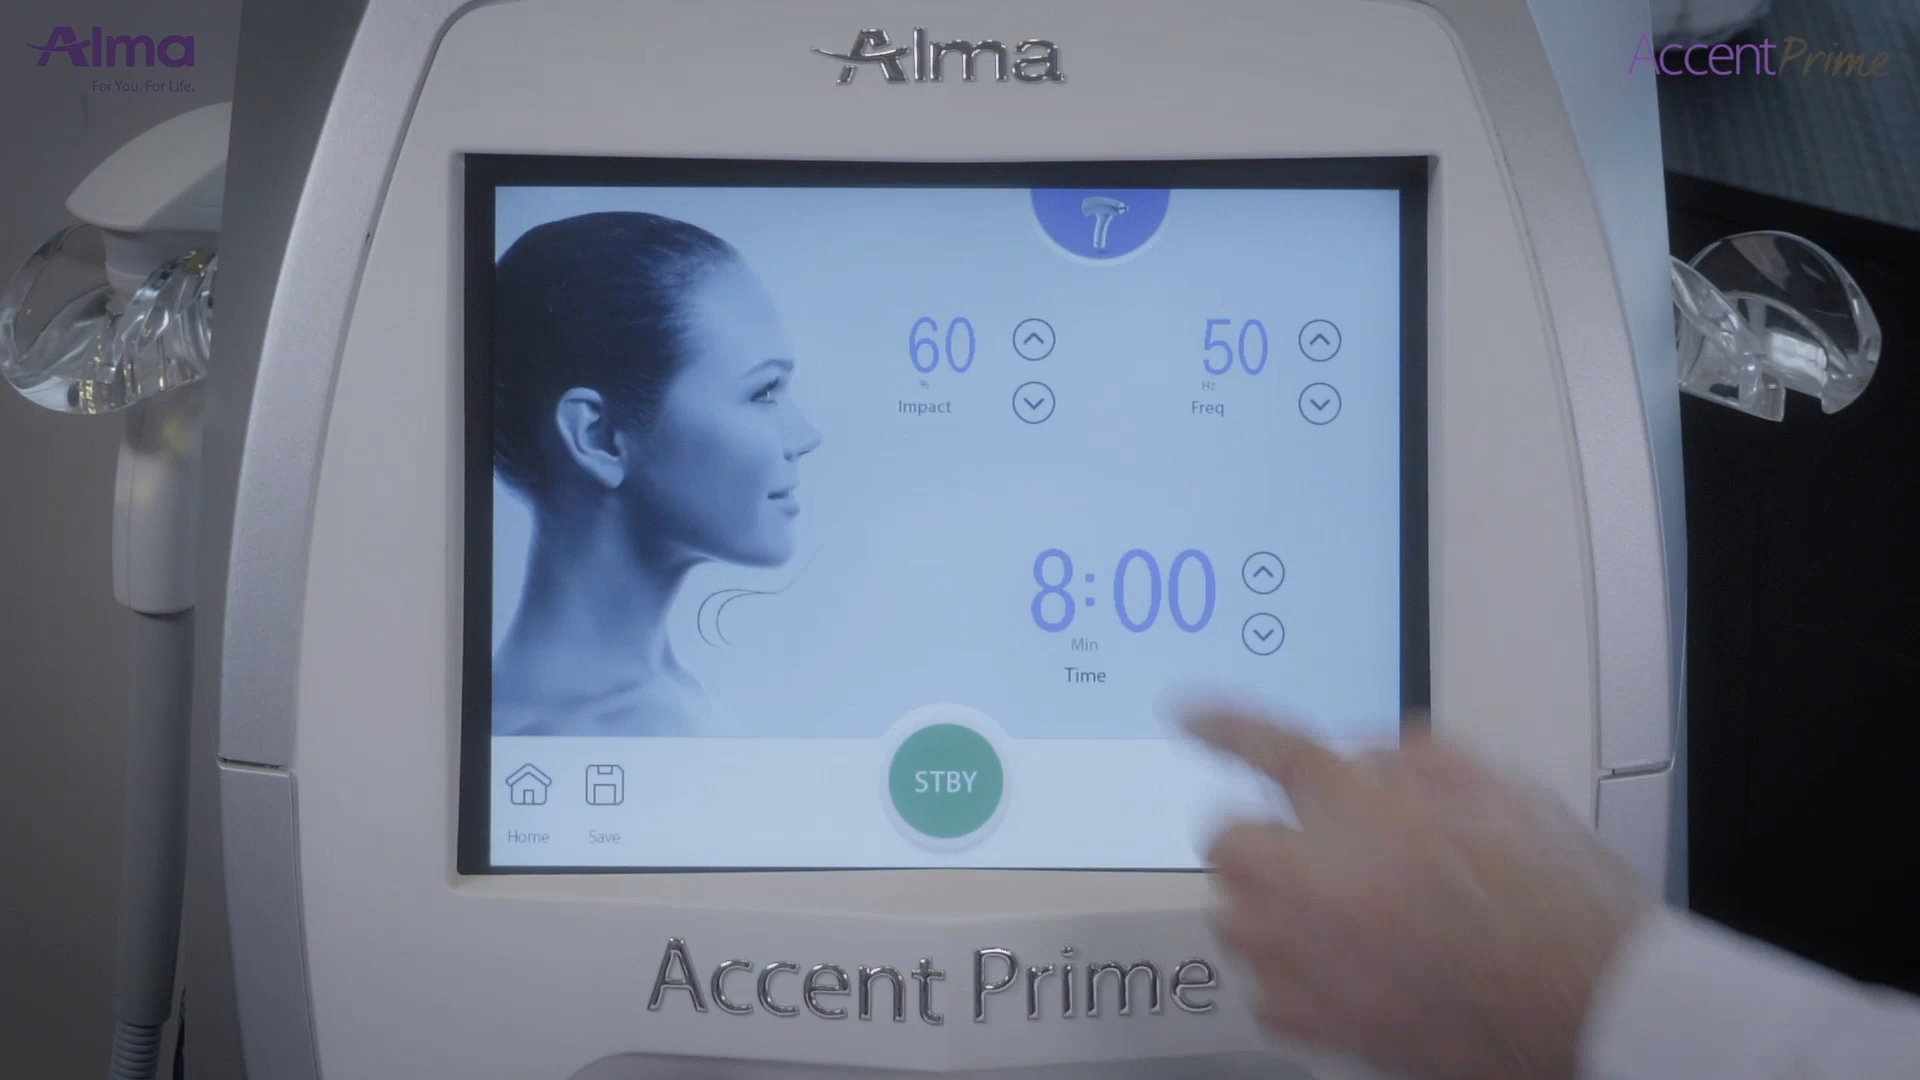 Alma
For You. For Life.
Alma
AccentPrime
60
%
Impact
50
Hz
Freq
8:00
Min
Time
STBY
Home
Save
Accent Prime